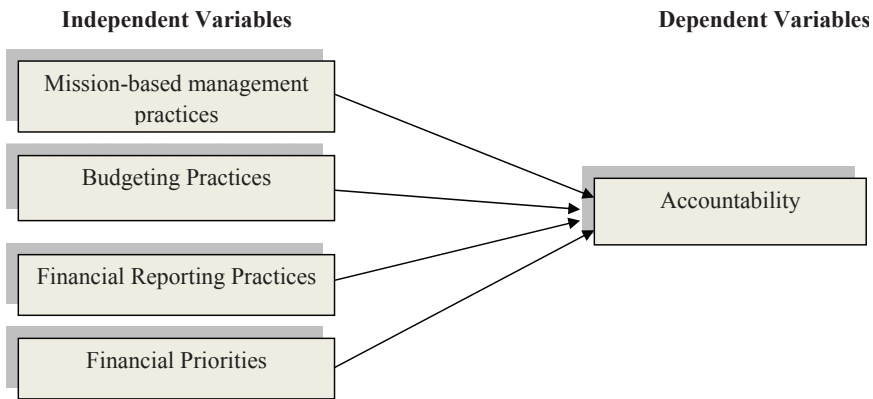 Independent Variables
Dependent Variables
Mission-based management
practices
Budgeting Practices
Accountability
Financial Reporting Practices
Financial Priorities